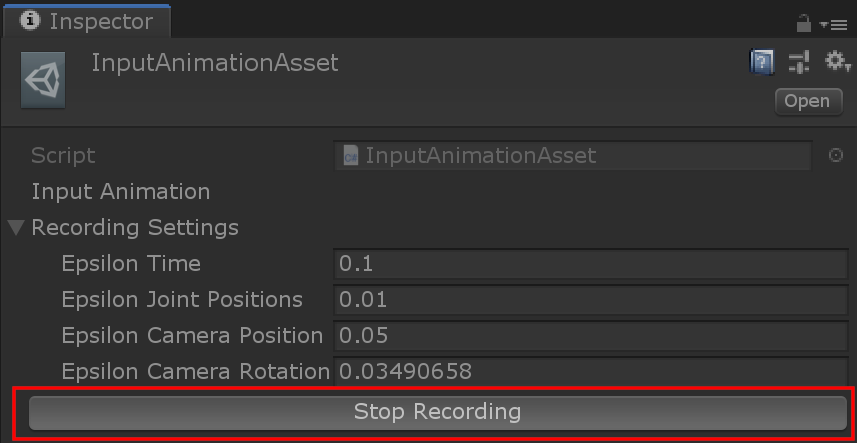 Inspector
InputAnimationAsset
Open
Script InputAnimationAsset
Input Animation
Recording Settings
Epsilon Time 0.1
Epsilon Joint Positions 0.01
Epsilon Camera Position 0.05
Epsilon Camera Rotation 0.03490658
Stop Recording